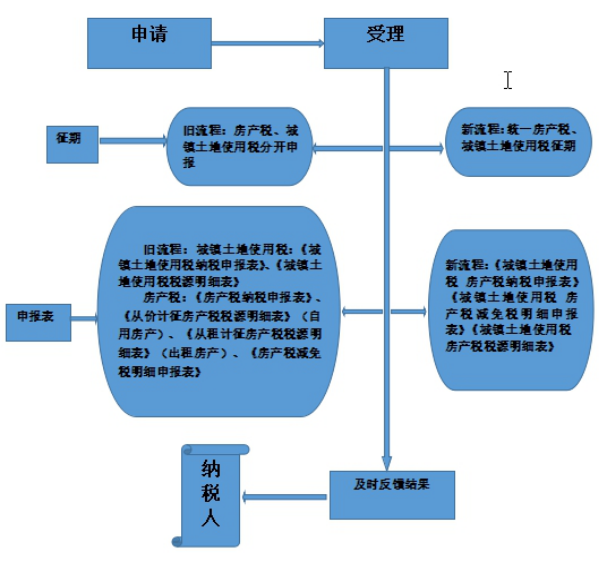 申请
受理
征期
旧流程：房产税、城
镇土地使用税分开申
报
新流程：统一房产税、
城镇土地使用税征期
申报表
旧流程：城镇土地使用税：《城
镇土地使用税纳税申报表》、《城镇土
地使用税税源明细表》
房产税：《房产税纳税申报表》、
《从价计征房产税税源明细表》（自
用房产）、《从租计征房产税税源明
细表》（出租房产）、《房产税减免
税明细申报表》
新流程：《城镇土地使用
税 房产税纳税申报表》
《城镇土地使用税 房
产税减免税明细申报
表》《城镇土地使用税
房产税税源明细表》
纳
税
人
及时反馈结果